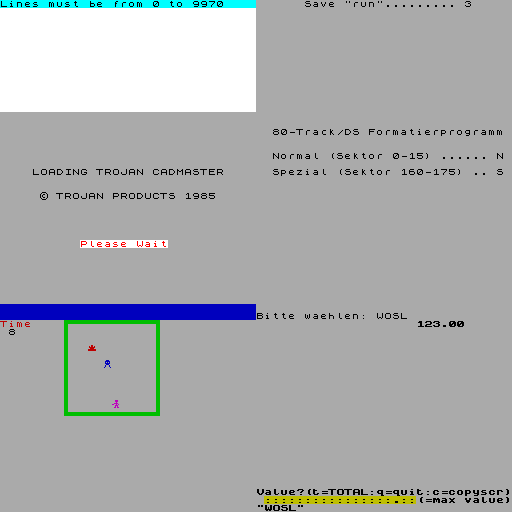 Lines must be from 0 to 9970
LOADING TROJAN CADMASTER
© TROJAN PRODUCTS 1985
Please Wait
Save "run"......... 3
80-Track/DS Formatierprogramm
Normal (Sektor 0-15) ...... N
Spezial (Sektor 160-175) .. S
Bitte waehlen: WOSL
Time
8
123.00
Value?(t=TOTAL:q=quit:c=copyscr)
:::::::::::::::::.::(=max value)
"WOSL"